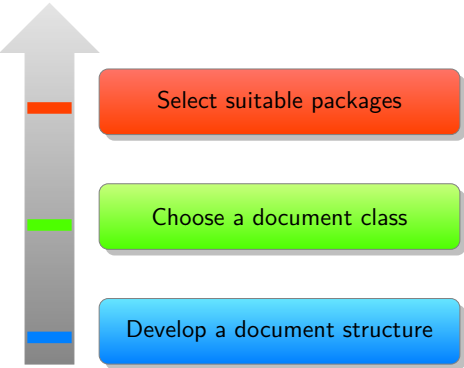 Select suitable packages
Choose a document class
Develop a document structure